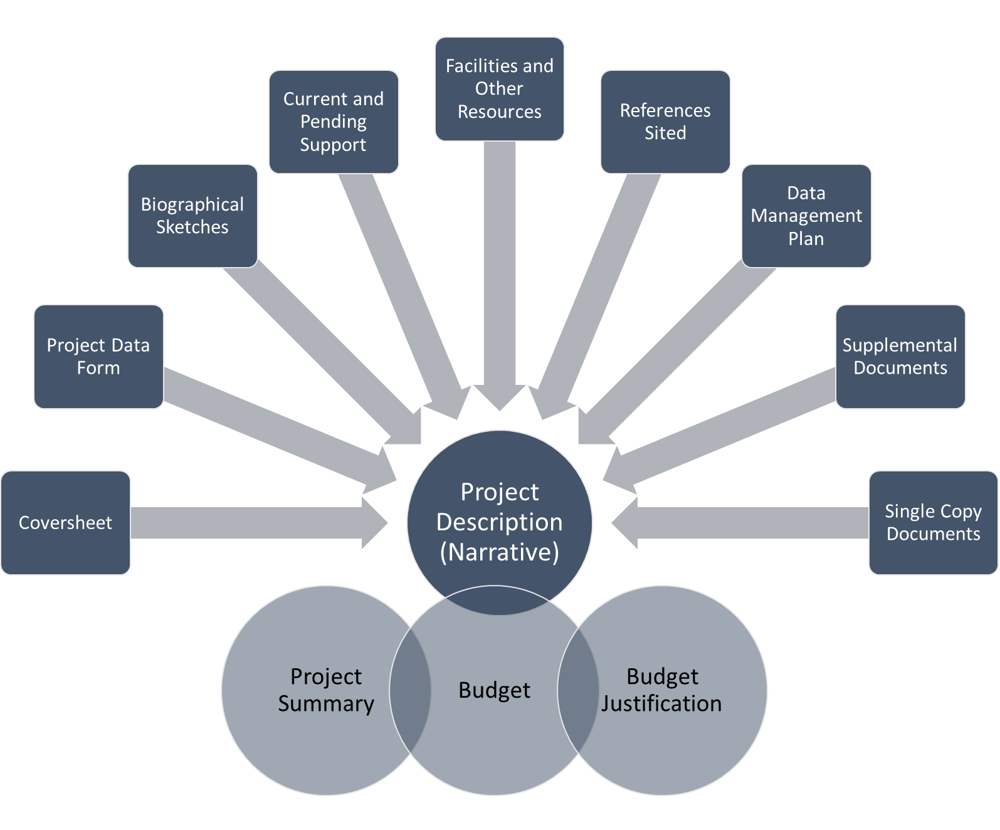 Facilities and
Other
Resources
Current and
Pending
Support
References
Sited
Biographical
Sketches
Data
Management
Plan
Project Data
Form
Supplemental
Documents
Coversheet
Project
Description
(Narrative)
Single Copy
Documents
Project
Summary
Budget
Budget
Justification